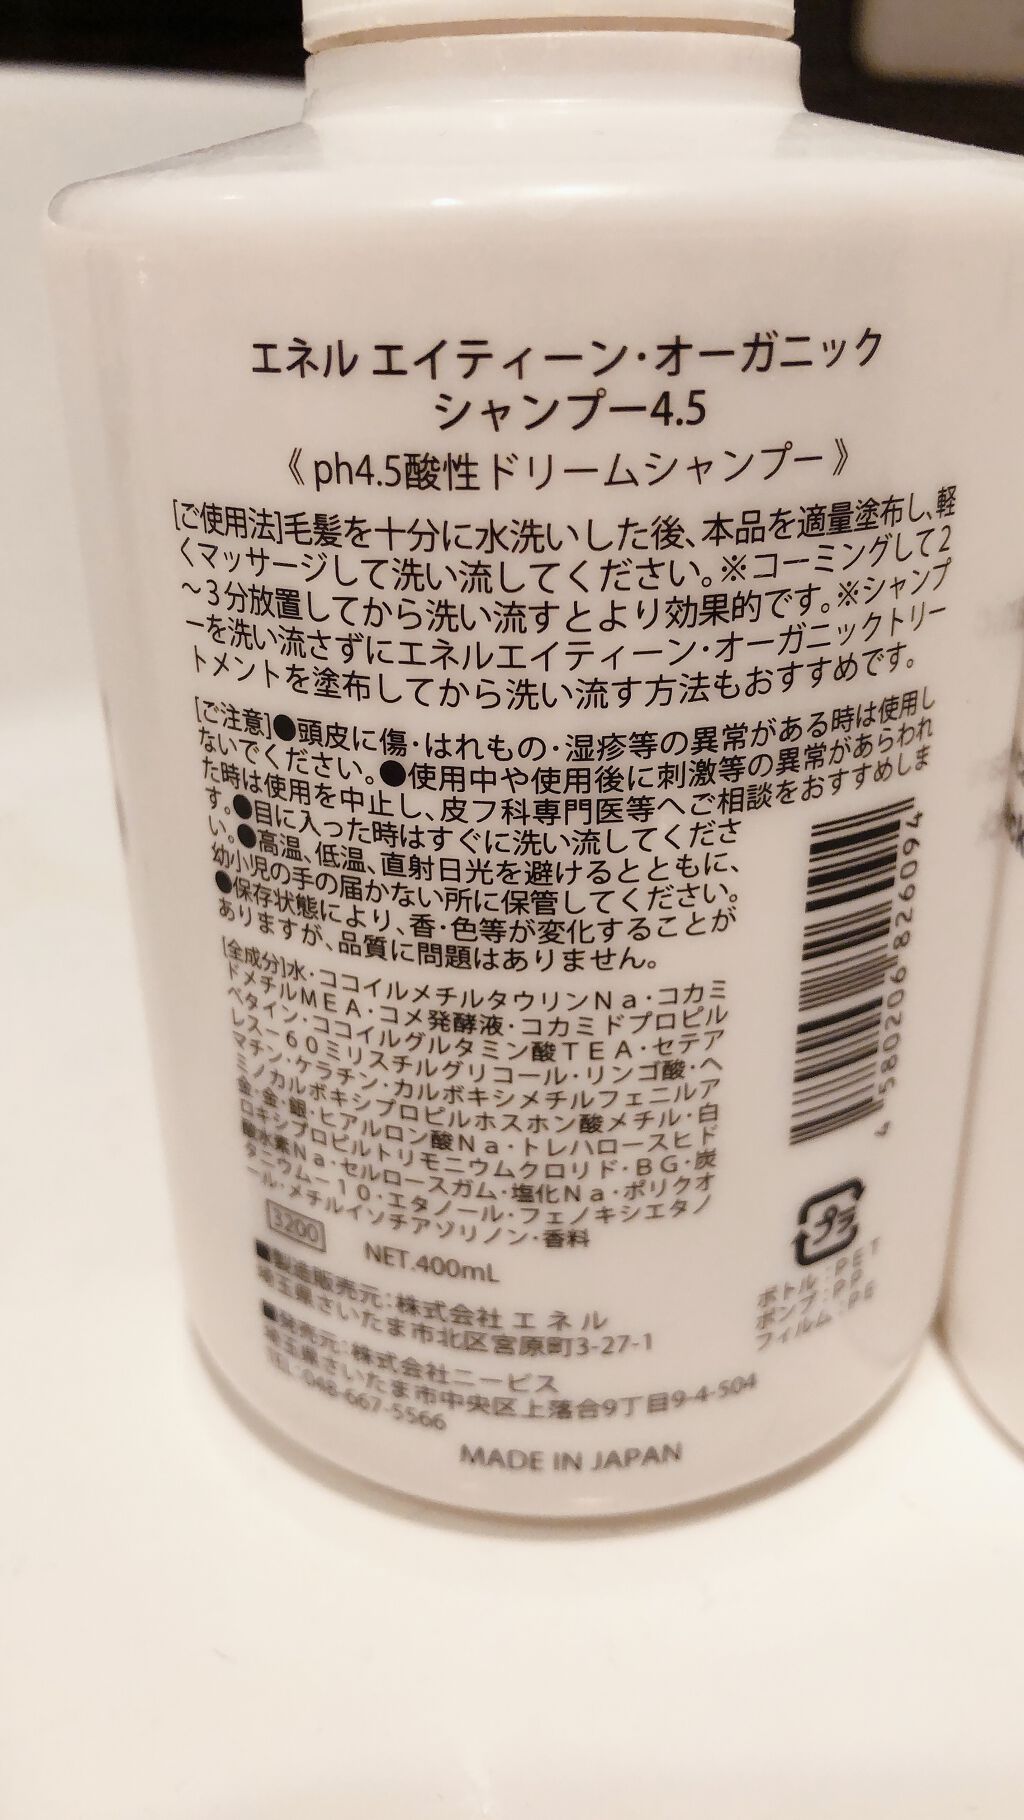 エネル エイティーン・オーガニック
シャンプー4.5
《 ph4.5酸性ドリームシャンプー 》
[ご使用法]毛髪を十分に水洗いした後、本品を適量塗布し、軽
くマッサージして洗い流してください。※コーミングして2
～3分放置してから洗い流すとより効果的です。※シャンプ
ーを洗い流さずにエネルエイティーン・オーガニックトリー
トメントを塗布してから洗い流す方法もおすすめです。
[ご注意]●頭皮に傷・はれもの・湿疹等の異常がある時は使用し
ないでください。●使用中や使用後に刺激等の異常があらわれ
た時は使用を中止し、皮フ科専門医等へご相談をおすすめしま
す。●目に入った時はすぐに洗い流してくださ
い。●高温、低温、直射日光を避けるとともに、
幼小児の手の届かない所に保管してください。
●保存状態により、香・色等が変化することが
ありますが、品質に問題はありません。
[全成分]水・ココイルメチルタウリンNa・コカミ
ドメチルMEA・コメ発酵液・コカミドプロピル
ベタイン・ココイルグルタミン酸TEA・セテア
レス－60ミリスチルグリコール・リンゴ酸・ヘ
マチン・ケラチン・カルボキシメチルフェニルア
ミノカルボキシプロピルホスホン酸メチル・白
金・金・銀・ヒアルロン酸Na・トレハロースヒド
ロキシプロピルトリモニウムクロリド・BG・炭
酸水素Na・セルロースガム・塩化Na・ポリクオ
タニウム－10・エタノール・フェノキシエタノ
ール・メチルイソチアゾリノン・香料
3200 NET.400mL
■製造販売元：株式会社 エ ネ ル
埼玉県さいたま市北区宮原町3-27-1
■発売元：株式会社ニービス
埼玉県さいたま市中央区上落合9丁目9-4-504
TEL：048-667-5566
MADE IN JAPAN
4 580206 826094
プラ
ボトル：PET
ポンプ：PP
フィルム：PE